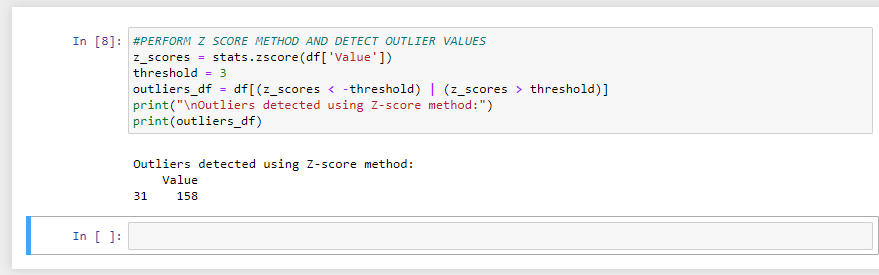 In [8]: #PERFORM Z SCORE METHOD AND DETECT OUTLIER VALUES
z_scores = stats.zscore(df['Value'])
threshold = 3
outliers_df = df[(z_scores < -threshold) | (z_scores > threshold)]
print("\nOutliers detected using Z-score method:")
print(outliers_df)
Outliers detected using Z-score method:
    Value
31    158
In [ ]: